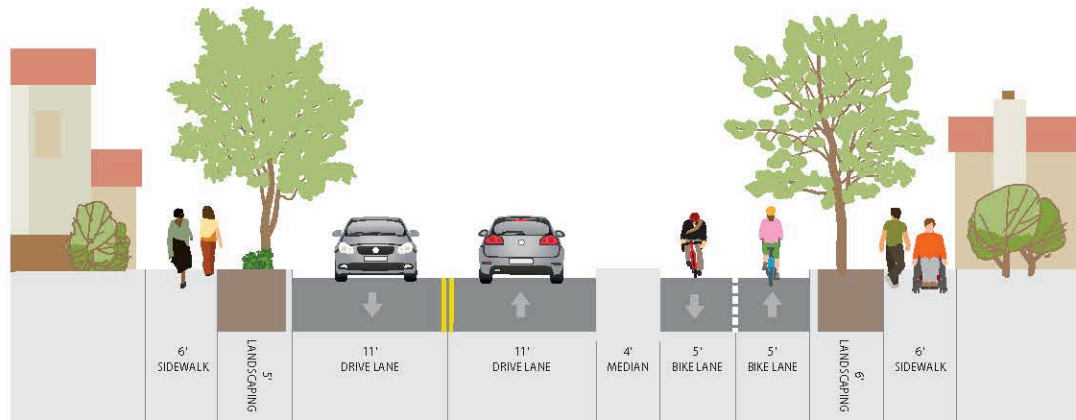 6'
SIDEWALK
5'
LANDSCAPING
11'
DRIVE LANE
11'
DRIVE LANE
4'
MEDIAN
5'
BIKE LANE
5'
BIKE LANE
6'
LANDSCAPING
6'
SIDEWALK